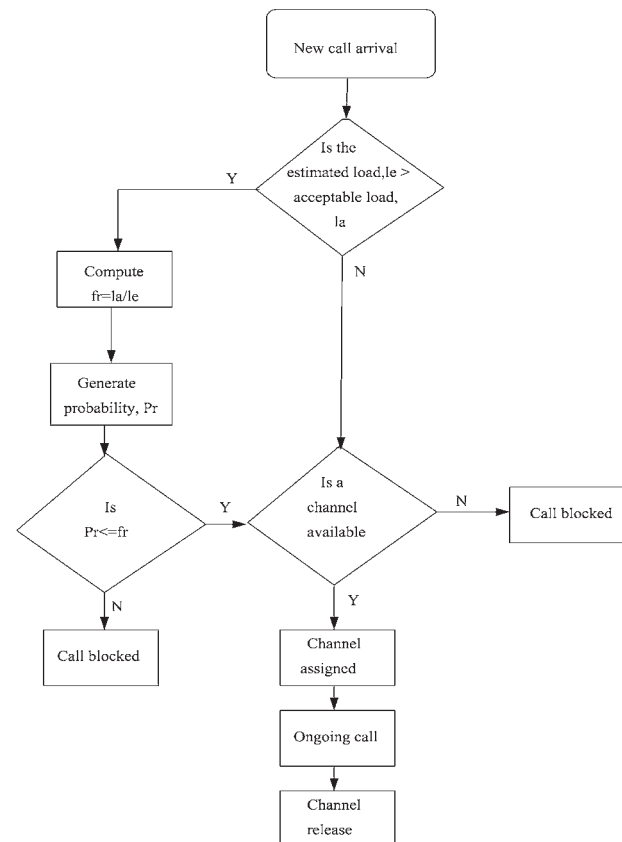 New call arrival
Is the
estimated load,le >
acceptable load,
la
Y
N
Compute
fr=la/le
Generate
probability, Pr
Is
Pr<=fr
Y
N
Call blocked
Is a
channel
available
N
Call blocked
Y
Channel
assigned
Ongoing call
Channel
release